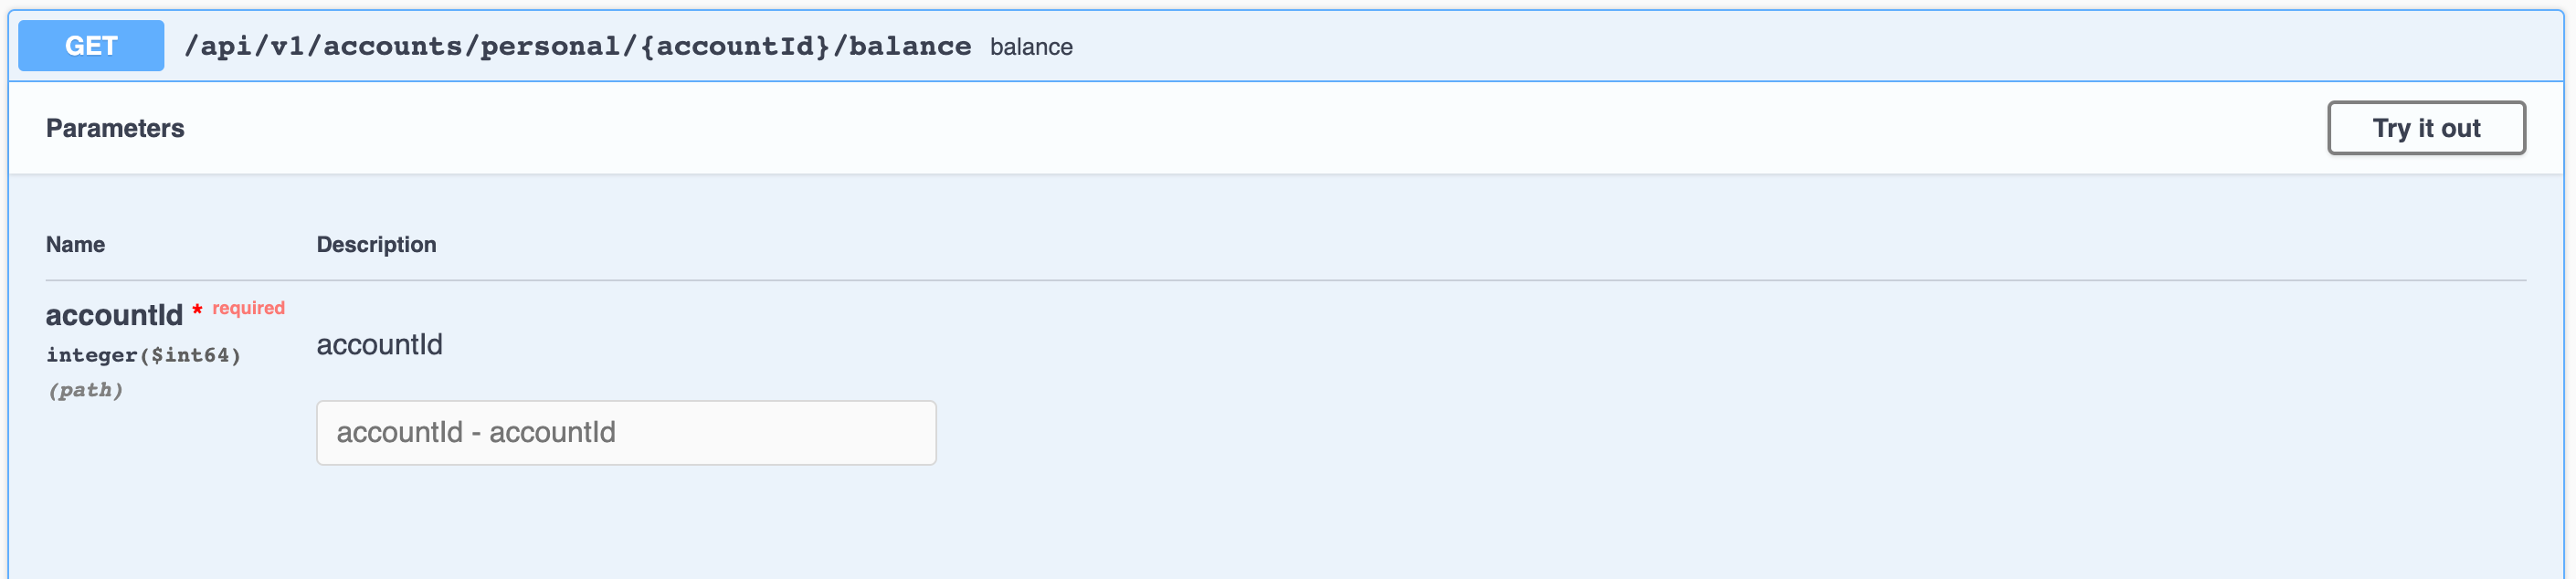 GET /api/v1/accounts/personal/{accountId}/balance balance
Parameters Try it out
Name Description
accountId * required
integer($int64)
(path)
accountId
accountId - accountId